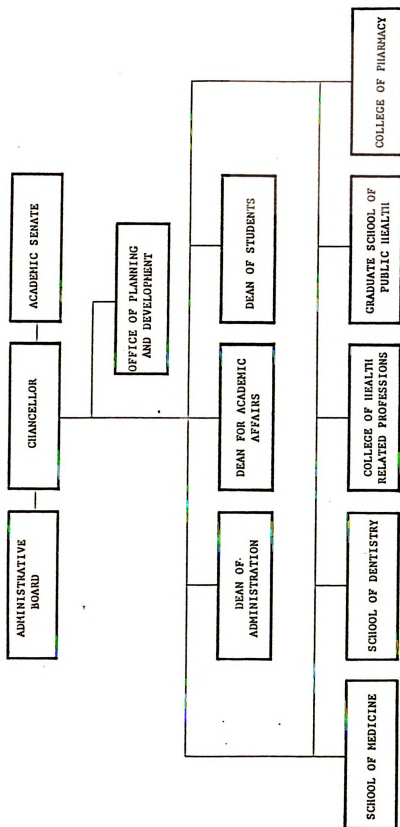 ADMINISTRATIVE
BOARD
CHANCELLOR
ACADEMIC SENATE
OFFICE OF PLANNING
AND DEVELOPMENT
DEAN OF
ADMINISTRATION
DEAN FOR ACADEMIC
AFFAIRS
DEAN OF STUDENTS
SCHOOL OF MEDICINE
SCHOOL OF DENTISTRY
COLLEGE OF HEALTH
RELATED PROFESSIONS
GRADUATE SCHOOL OF
PUBLIC HEALTH
COLLEGE OF PHARMACY